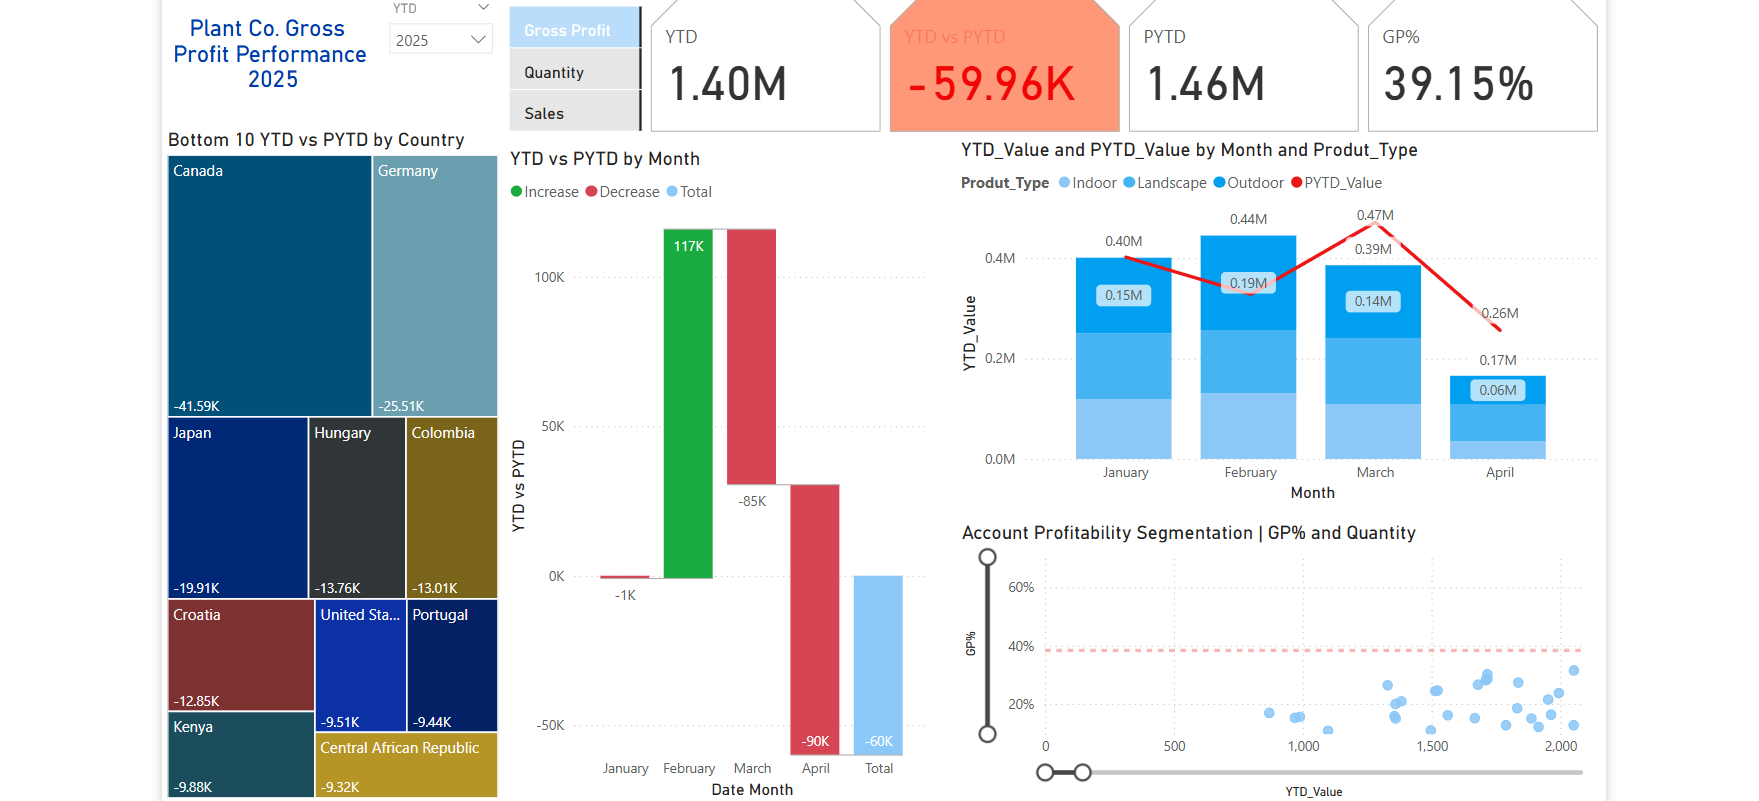 Plant Co. Gross
Profit Performance
2025
YTD
2025
Gross Profit
Quantity
Sales
YTD
1.40M
YTD vs PYTD
-59.96K
PYTD
1.46M
GP%
39.15%
Bottom 10 YTD vs PYTD by Country
Canada
-41.59K
Germany
-25.51K
Japan
-19.91K
Hungary
-13.76K
Colombia
-13.01K
Croatia
-12.85K
United Sta...
-9.51K
Portugal
-9.44K
Kenya
-9.88K
Central African Republic
-9.32K
YTD vs PYTD by Month
Increase Decrease Total
YTD vs PYTD
100K
50K
0K
-50K
-1K
117K
-85K
-90K
-60K
January February March April Total
Date Month
YTD_Value and PYTD_Value by Month and Produt_Type
Produt_Type Indoor Landscape Outdoor PYTD_Value
YTD_Value
0.4M
0.2M
0.0M
0.40M
0.15M
0.44M
0.19M
0.47M
0.39M
0.14M
0.26M
0.17M
0.06M
January February March April
Month
Account Profitability Segmentation | GP% and Quantity
GP%
60%
40%
20%
0 500 1,000 1,500 2,000
YTD_Value